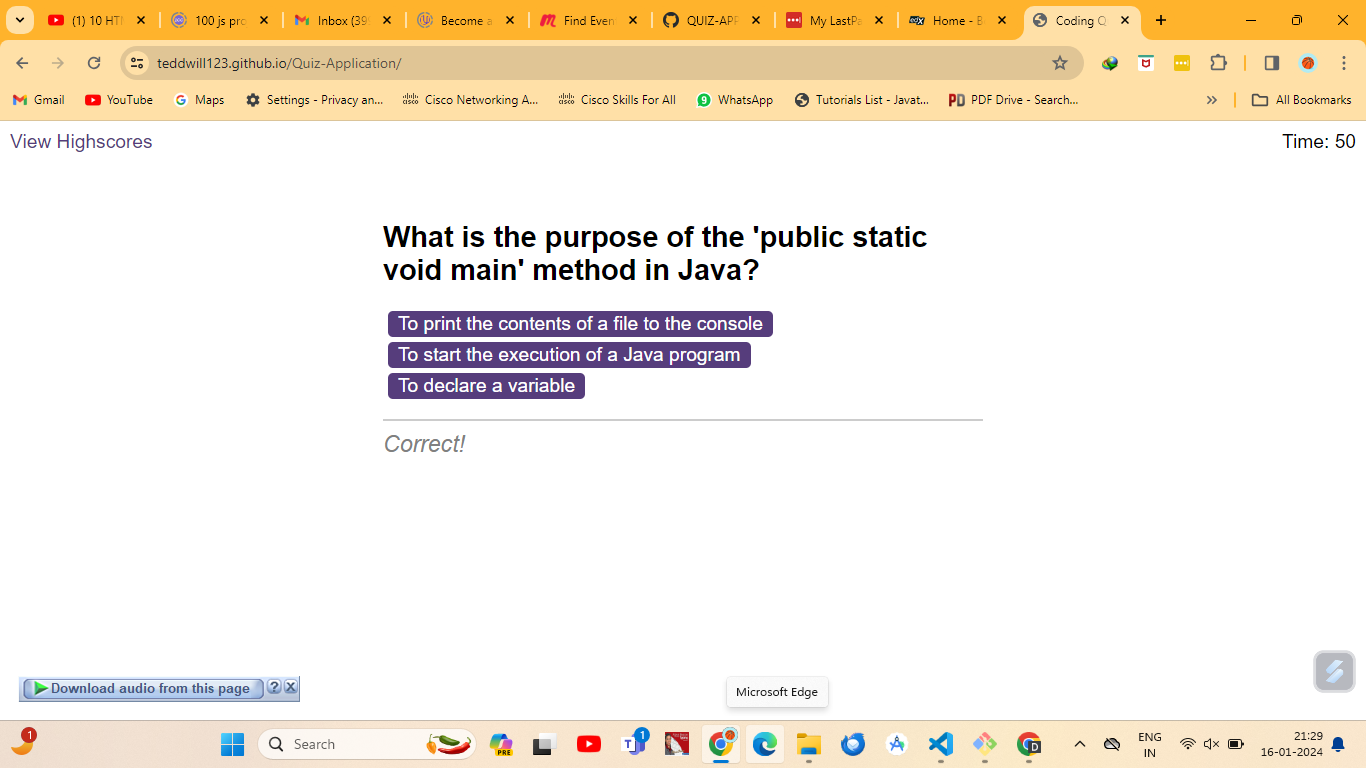 (1) 10 HTM
100 js pro
Inbox (39
Become a
Find Even
QUIZ-APP
My LastPa
Home - B
Coding Q
teddwill123.github.io/Quiz-Application/
Gmail
YouTube
Maps
Settings - Privacy an...
Cisco Networking A...
Cisco Skills For All
WhatsApp
Tutorials List - Javat...
PDF Drive - Search...
All Bookmarks
View Highscores
Time: 50
What is the purpose of the 'public static
void main' method in Java?
To print the contents of a file to the console
To start the execution of a Java program
To declare a variable
Correct!
Download audio from this page
Microsoft Edge
1
Search
PRE
1
D
ENG
IN
21:29
16-01-2024